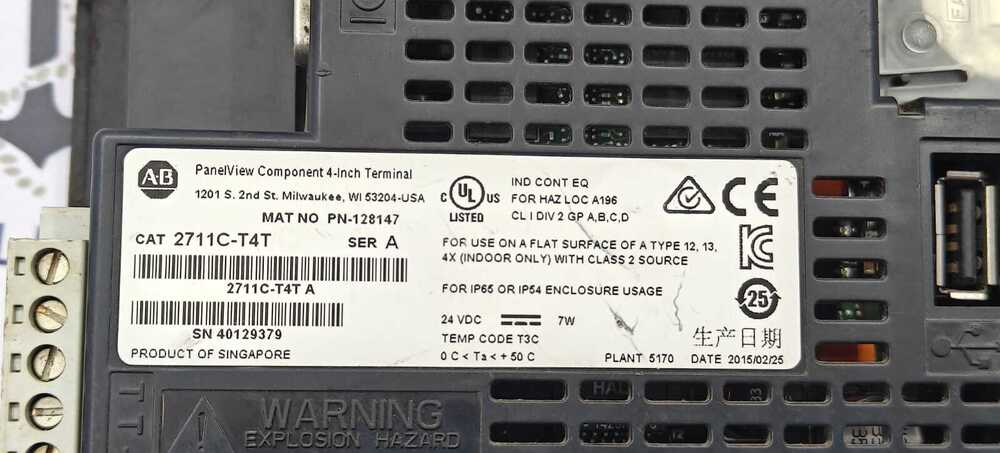 A-B
PanelView Component 4-Inch Terminal
1201 S. 2nd St. Milwaukee, WI 53204-USA
MAT NO PN-128147
CAT 2711C-T4T SER A
2711C-T4T A
SN 40129379
PRODUCT OF SINGAPORE
C UL US
LISTED
IND CONT EQ
FOR HAZ LOC A196
CL I DIV 2 GP A,B,C,D
CE
FOR USE ON A FLAT SURFACE OF A TYPE 12, 13,
4X (INDOOR ONLY) WITH CLASS 2 SOURCE
FOR IP65 OR IP54 ENCLOSURE USAGE
24 VDC 7W
TEMP CODE T3C
0 C < Ta < + 50 C
25
生产日期
PLANT 5170 DATE 2015/02/25
WARNING
EXPLOSION HAZARD